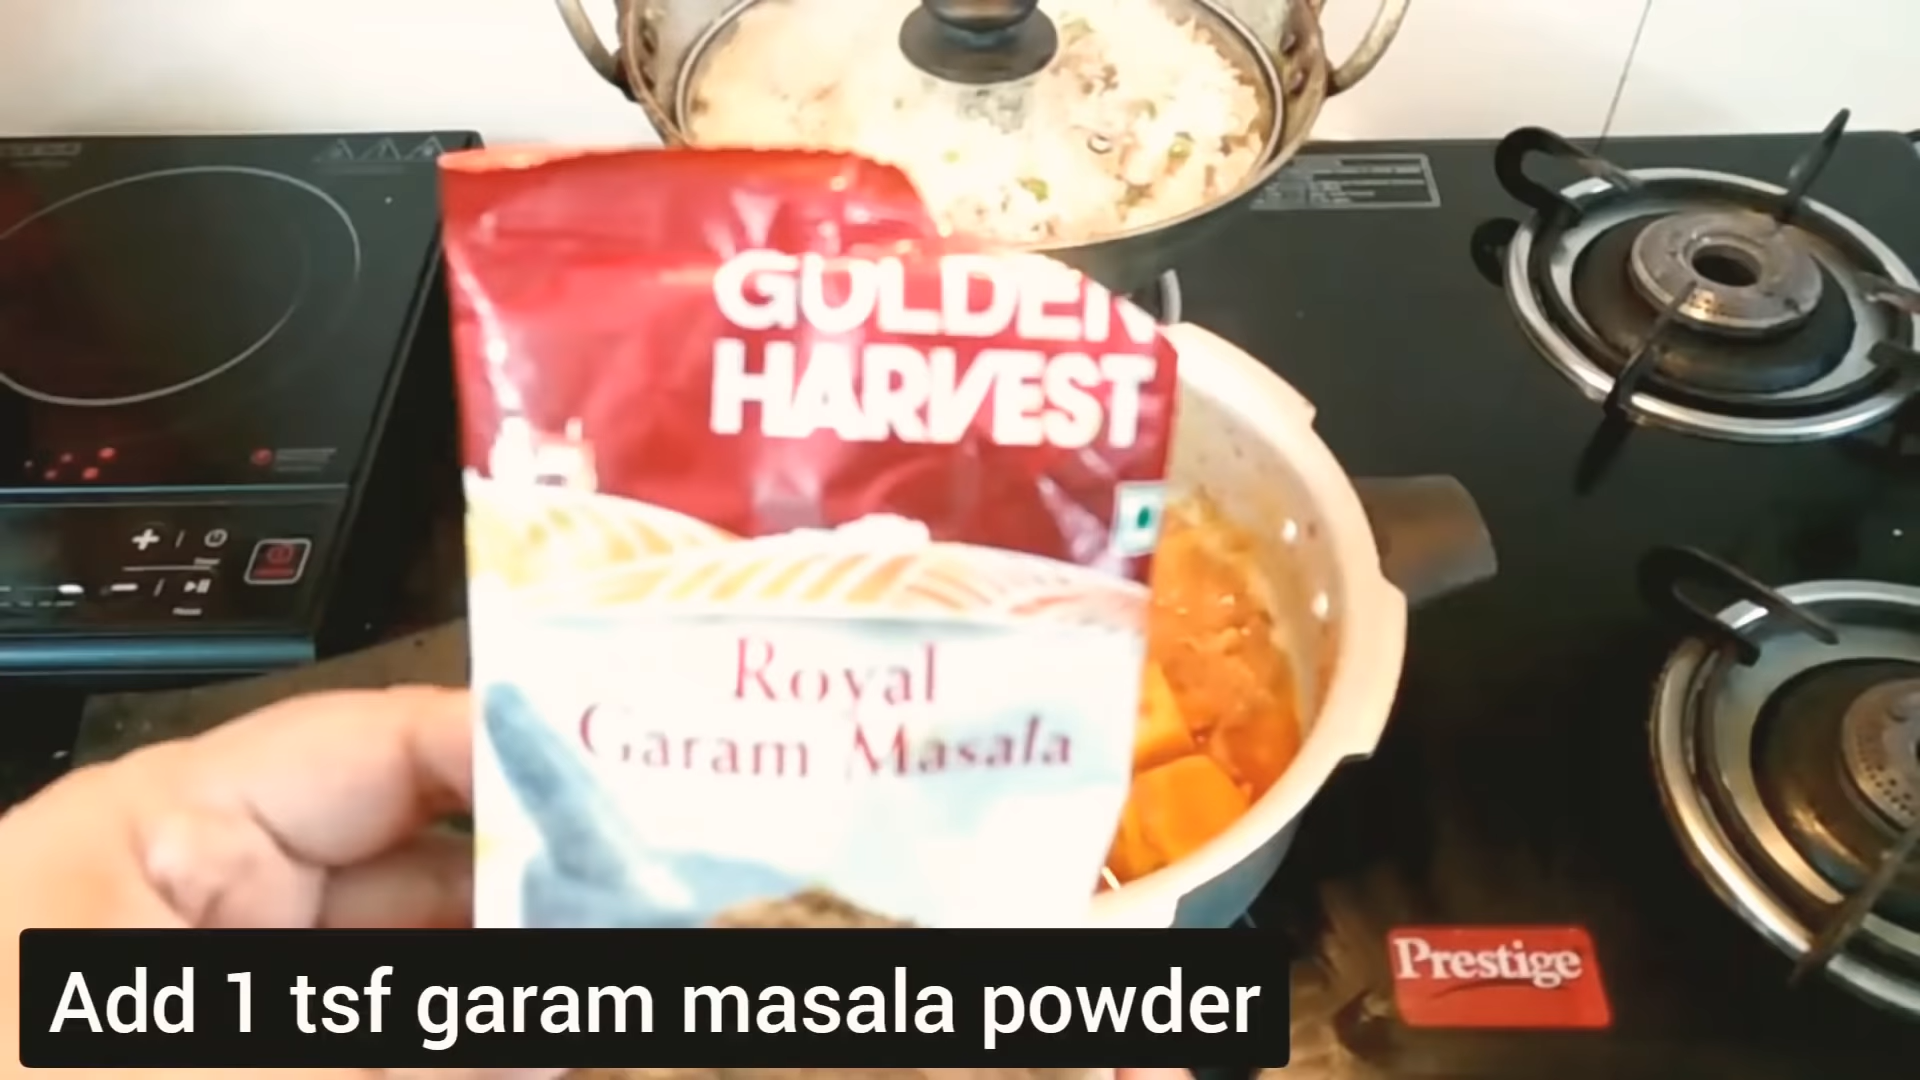 GOLDEN
HARVEST
Royal
Garam Masala
Prestige
Add 1 tsf garam masala powder